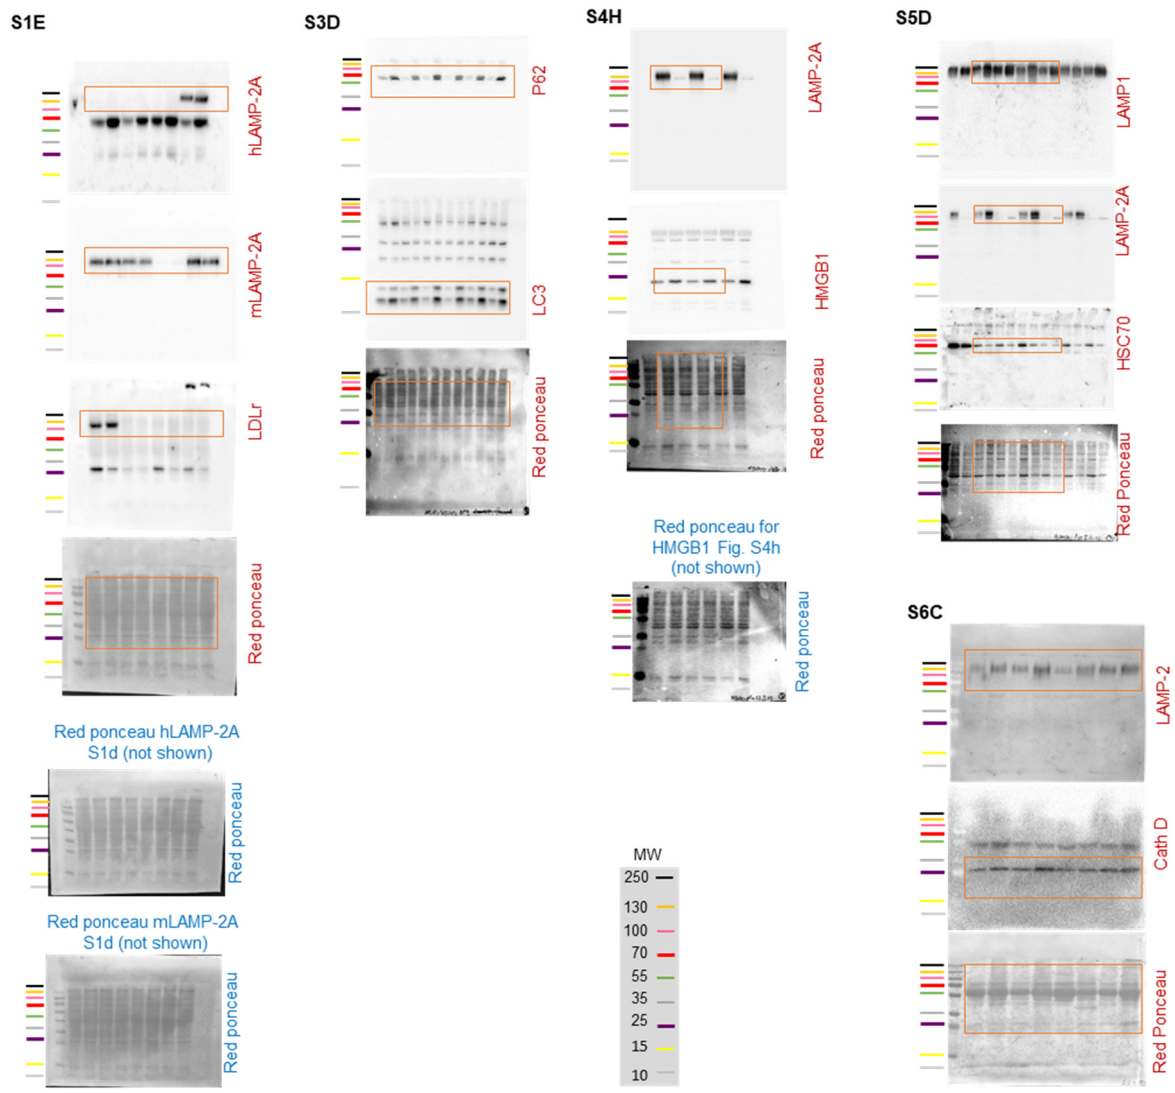 S1E
hLAMP-2A
mLAMP-2A
LDLr
Red ponceau
Red ponceau hLAMP-2A
S1d (not shown)
Red ponceau
Red ponceau mLAMP-2A
S1d (not shown)
Red ponceau
S3D
P62
LC3
Red ponceau
S4H
LAMP-2A
HMGB1
Red ponceau
Red ponceau for
HMGB1 Fig. S4h
(not shown)
Red ponceau
MW
250
130
100
70
55
35
25
15
10
S5D
LAMP1
LAMP-2A
HSC70
Red Ponceau
S6C
LAMP-2
Cath D
Red Ponceau